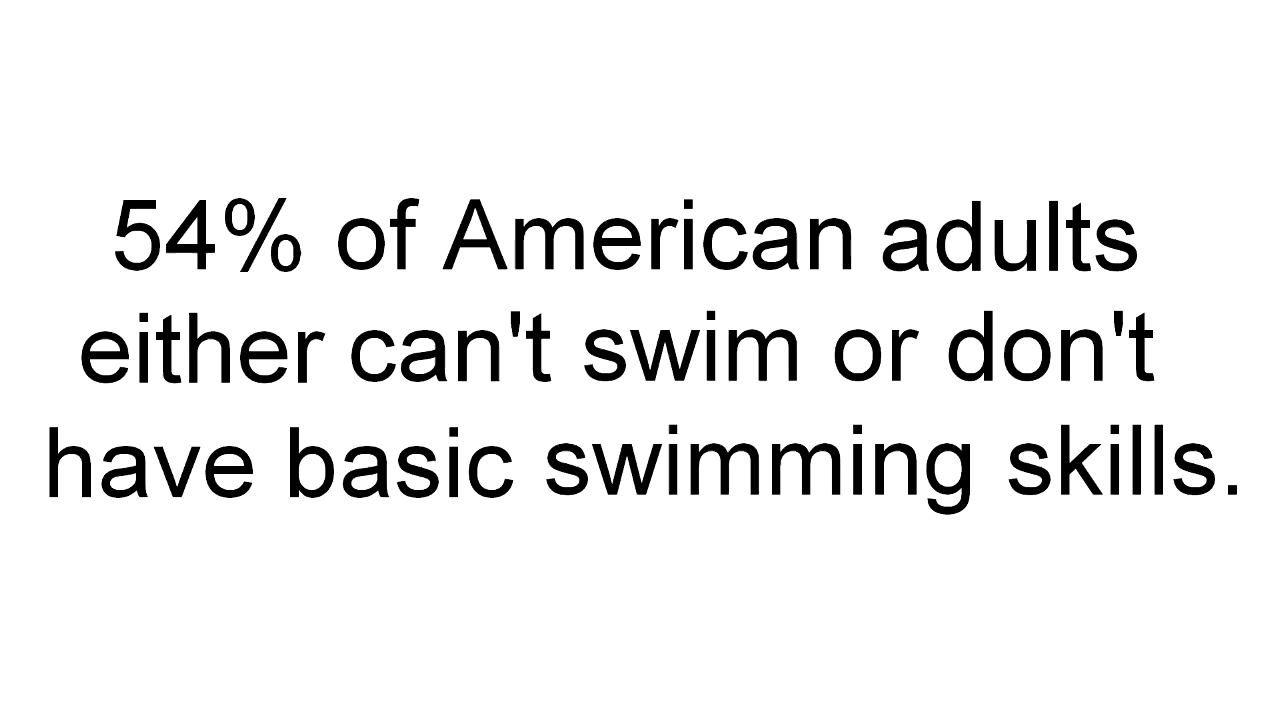 54% of American adults
either can't swim or don't
have basic swimming skills.